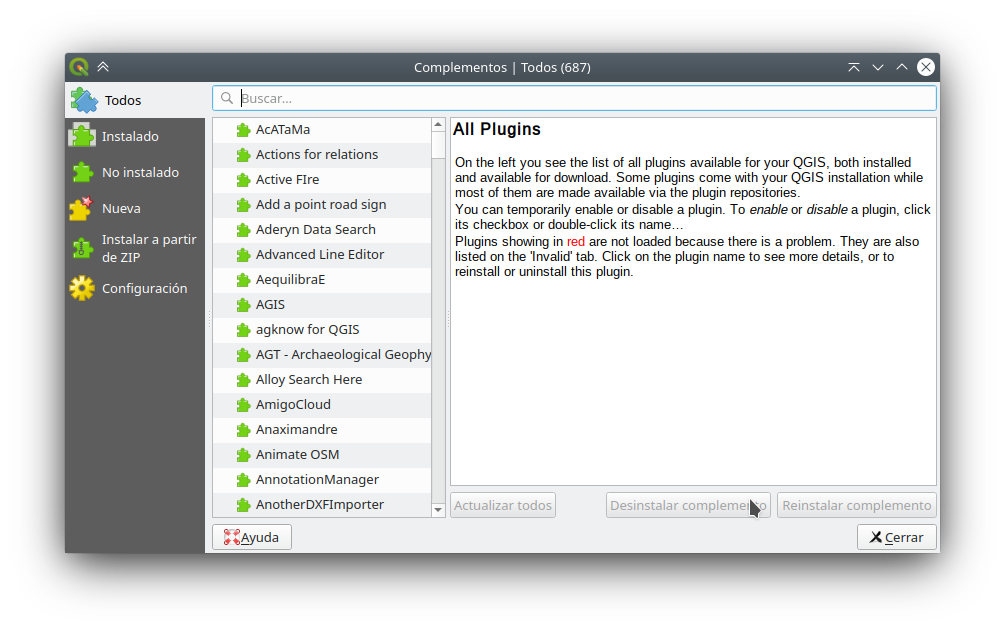 Complementos | Todos (687)
Todos
Instalado
No instalado
Nueva
Instalar a partir
de ZIP
Configuración
Buscar...
AcATaMa
Actions for relations
Active FIre
Add a point road sign
Aderyn Data Search
Advanced Line Editor
AequilibraE
AGIS
agknow for QGIS
AGT - Archaeological Geophy
Alloy Search Here
AmigoCloud
Anaximandre
Animate OSM
AnnotationManager
AnotherDXFImporter
All Plugins
On the left you see the list of all plugins available for your QGIS, both installed
and available for download. Some plugins come with your QGIS installation while
most of them are made available via the plugin repositories.
You can temporarily enable or disable a plugin. To enable or disable a plugin, click
its checkbox or double-click its name...
Plugins showing in red are not loaded because there is a problem. They are also
listed on the 'Invalid' tab. Click on the plugin name to see more details, or to
reinstall or uninstall this plugin.
Actualizar todos
Desinstalar complemento
Reinstalar complemento
Ayuda
Cerrar